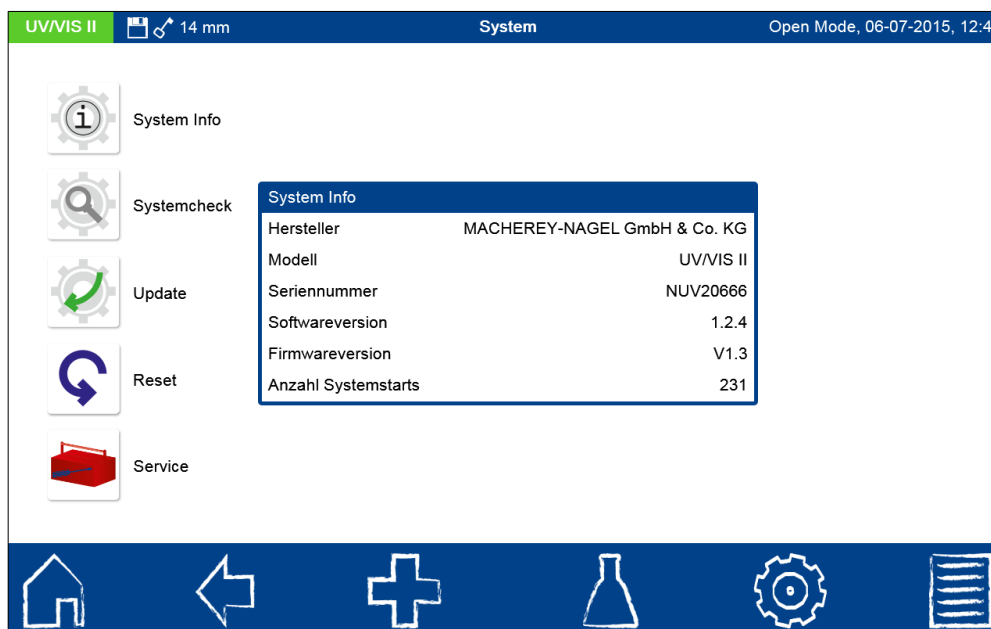 UV/VIS II 14 mm System Open Mode, 06-07-2015, 12:4
System Info
Systemcheck
Update
Reset
Service
System Info
Hersteller MACHEREY-NAGEL GmbH & Co. KG
Modell UV/VIS II
Seriennummer NUV20666
Softwareversion 1.2.4
Firmwareversion V1.3
Anzahl Systemstarts 231